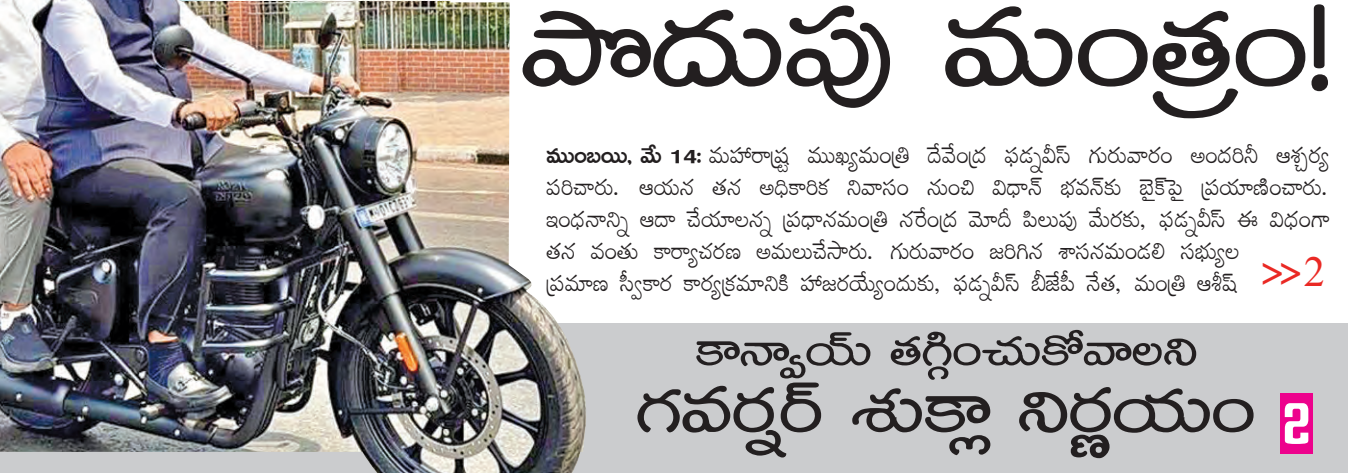 పొదుపు మంత్రం!
ముంబయి, మే 14: మహారాష్ట్ర ముఖ్యమంత్రి దేవేంద్ర ఫడ్నవీస్ గురువారం అందరినీ ఆశ్చర్య
పరిచారు. ఆయన తన అధికారిక నివాసం నుంచి విధాన్ భవన్‌కు బైక్‌పై ప్రయాణించారు.
ఇంధనాన్ని ఆదా చేయాలన్న ప్రధానమంత్రి నరేంద్ర మోదీ పిలుపు మేరకు, ఫడ్నవీస్ ఈ విధంగా
తన వంతు కార్యాచరణ అమలుచేసారు. గురువారం జరిగిన శాసనమండలి సభ్యుల
ప్రమాణ స్వీకార కార్యక్రమానికి హాజరయ్యేందుకు, ఫడ్నవీస్ బీజేపీ నేత, మంత్రి ఆశీష్ >>2
కాన్వాయ్ తగ్గించుకోవాలని
గవర్నర్ శుక్లా నిర్ణయం 2